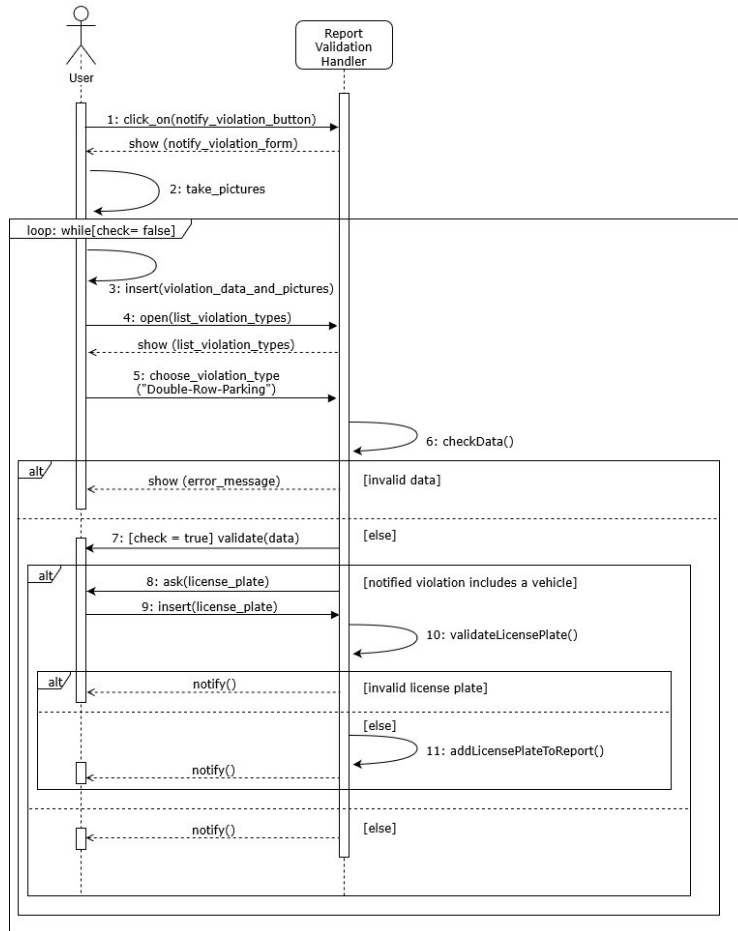 Report
Validation
Handler
User
1: click_on(notify_violation_button)
show (notify_violation_form)
2: take_pictures
loop: while[check= false]
3: insert(violation_data_and_pictures)
4: open(list_violation_types)
show (list_violation_types)
5: choose_violation_type
("Double-Row-Parking")
6: checkData()
alt
show (error_message)
[invalid data]
7: [check = true] validate(data)
[else]
alt
8: ask(license_plate)
[notified violation includes a vehicle]
9: insert(license_plate)
10: validateLicensePlate()
alt
notify()
[invalid license plate]
[else]
11: addLicensePlateToReport()
notify()
notify()
[else]